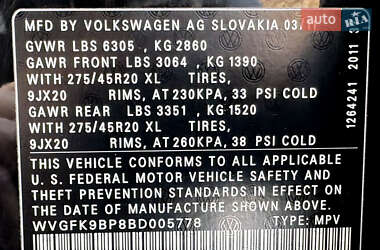 MFD BY VOLKSWAGEN AG SLOVAKIA 03.
RIA
GVWR LBS 6305 , KG 2860
GAWR FRONT LBS 3064 , KG 1390
WITH 275/45R20 XL TIRES,
9JX20 RIMS, AT 230KPA, 33 PSI COLD
GAWR REAR LBS 3351 , KG 1520
WITH 275/45R20 XL TIRES,
9JX20 RIMS, AT 260KPA, 38 PSI COLD
THIS VEHICLE CONFORMS TO ALL APPLICABLE
U.S. FEDERAL MOTOR VEHICLE SAFETY AND
THEFT PREVENTION STANDARDS IN EFFECT ON
THE DATE OF MANUFACTURE SHOWN ABOVE.
WVGFK9BP8BD005778 TYPE: MPV
1264241 2011